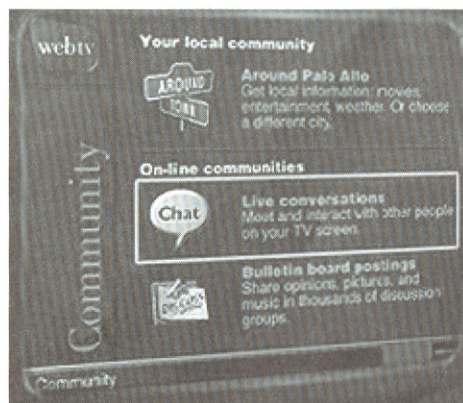 webtv
Your local community
AROUND
TOWN
Around Palo Alto
Get local information: movies,
entertainment, weather. Or choose
a different city.
Community
On-line communities
Chat
Live conversations
Meet and interact with other people
on your TV screen.
Bulletin board postings
Share opinions, pictures, and
music in thousands of discussion
groups.
Community